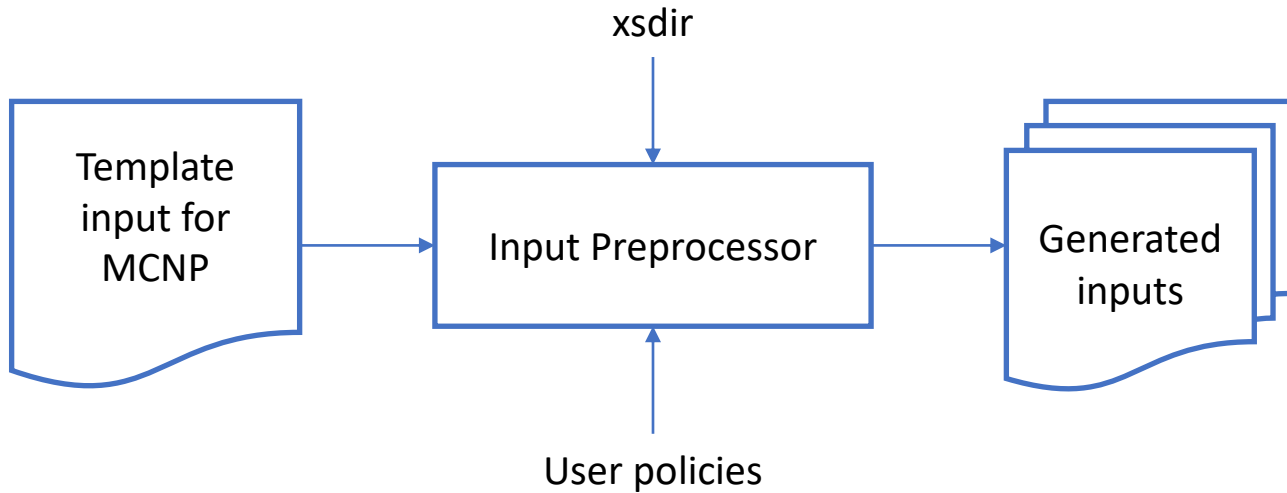 xsdir
Template
input for
MCNP
Input Preprocessor
Generated
inputs
User policies